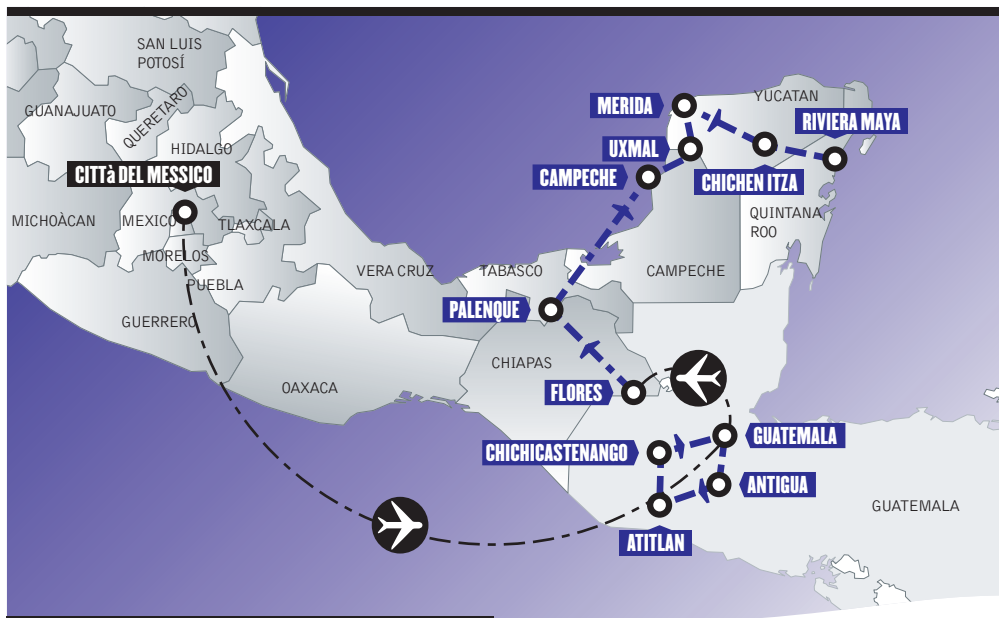 SAN LUIS
POTOSÍ
GUANAJUATO
QUERETARO
HIDALGO
CITTà DEL MESSICO
MICHOÀCAN
MEXICO
TLAXCALA
MORELOS
PUEBLA
GUERRERO
VERA CRUZ
OAXACA
TABASCO
CHIAPAS
MERIDA
YUCATAN
RIVIERA MAYA
UXMAL
CAMPECHE
CHICHEN ITZA
QUINTANA
ROO
CAMPECHE
PALENQUE
FLORES
CHICHICASTENANGO
GUATEMALA
ANTIGUA
GUATEMALA
ATITLAN